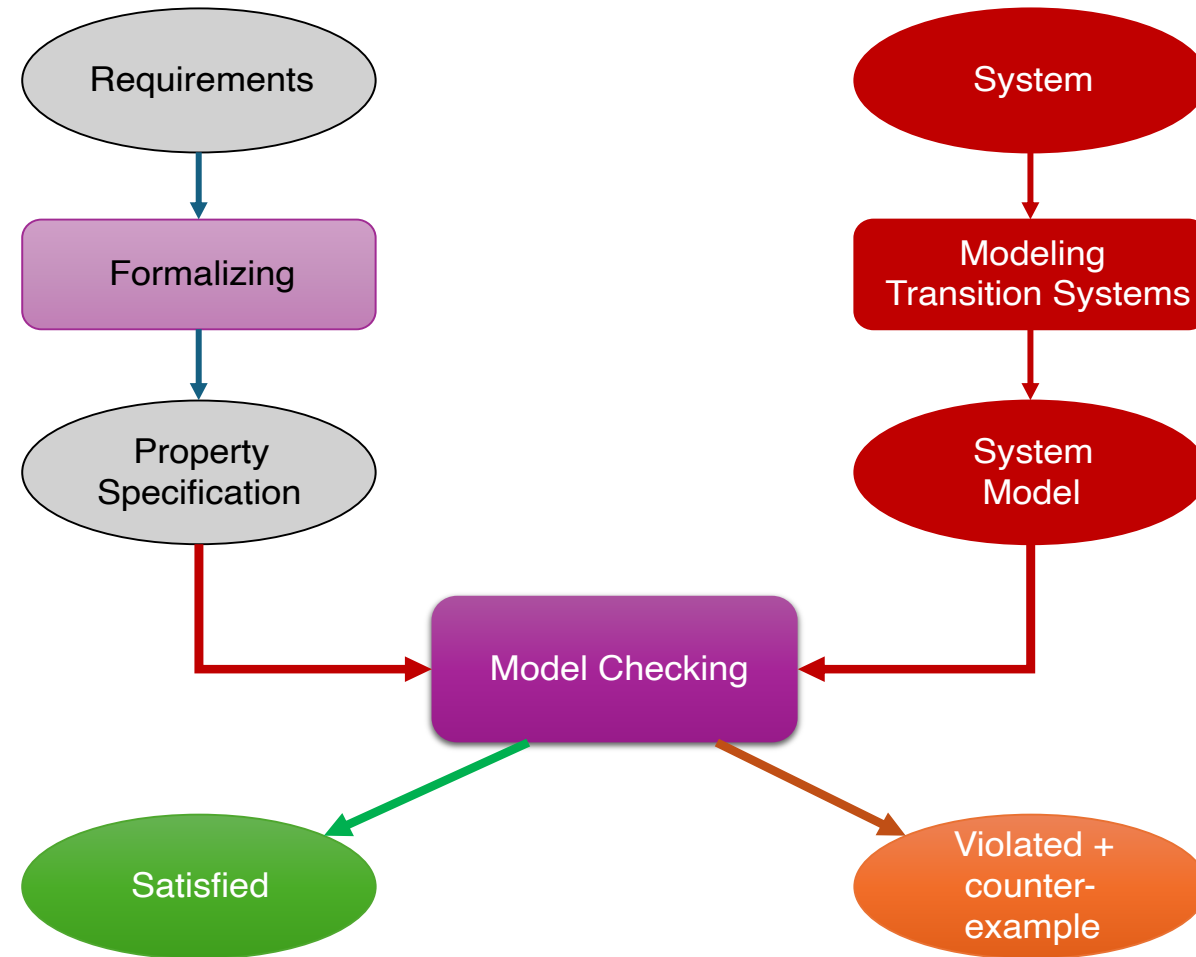 Requirements
System
Formalizing
Modeling
Transition Systems
Property
Specification
System
Model
Model Checking
Satisfied
Violated +
counter-
example